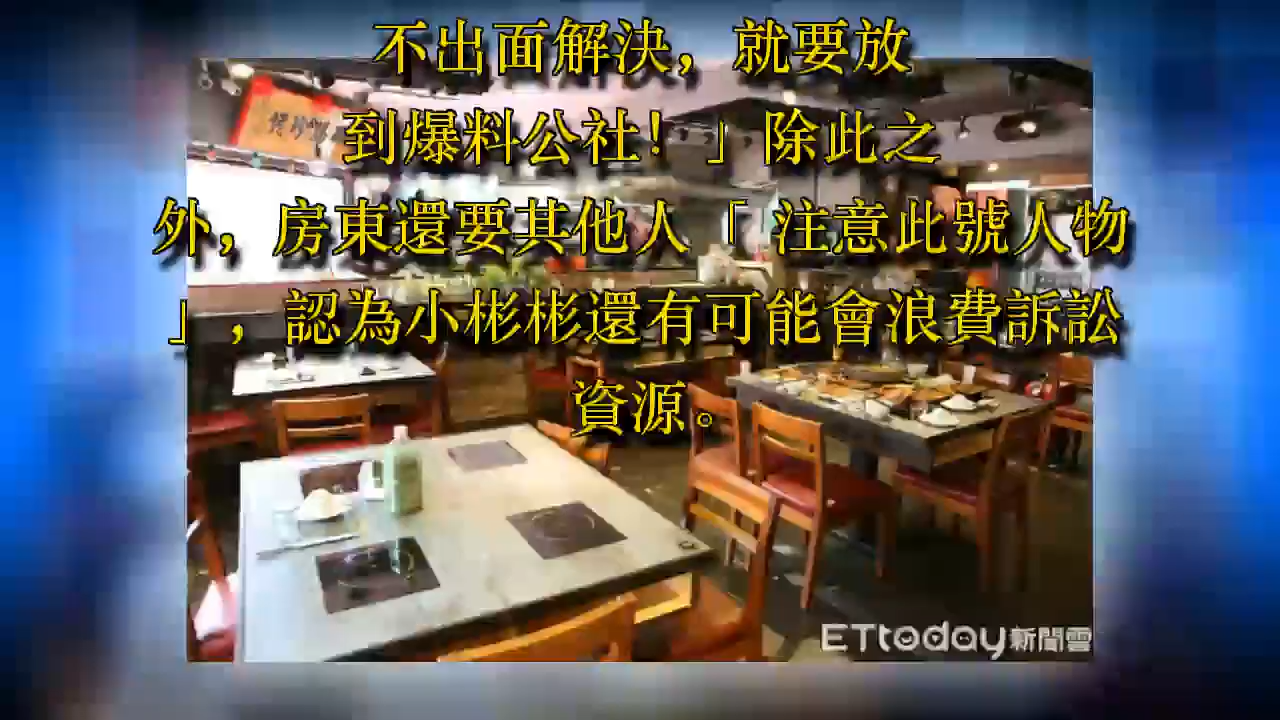 不出面解決，就要放
到爆料公社！」除此之
外，房東還要其他人「 注意此號人物
」，認為小彬彬還有可能會浪費訴訟
資源。
ETtoday新聞雲